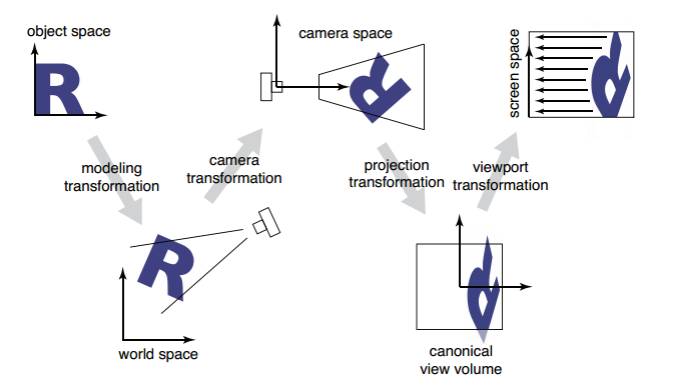 object space
R
modeling
transformation
R
world space
camera
transformation
camera space
R
projection
transformation
R
canonical
view volume
viewport
transformation
screen space
R